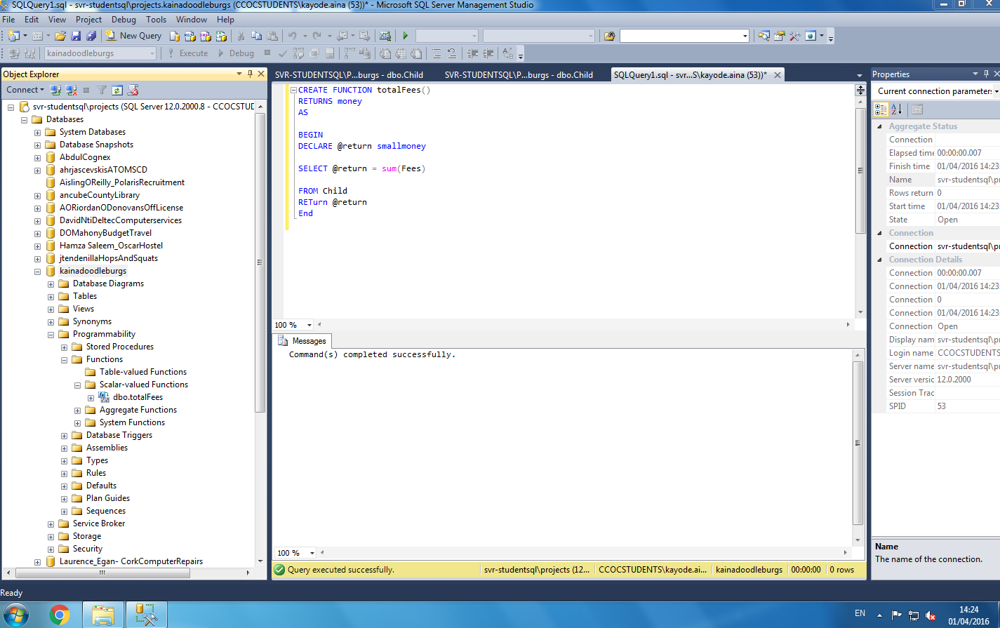 SQLQuery1.sql - svr-studentsql\projects.kainadoodleburgs (CCOCSTUDENTS\kayode.aina (53))* - Microsoft SQL Server Management Studio
File Edit View Project Debug Tools Window Help
New Query
kainadoodleburgs Execute Debug
Object Explorer
Connect
svr-studentsql\projects (SQL Server 12.0.2000.8 - CCOCSTUD
Databases
System Databases
Database Snapshots
AbdulCognex
ahrjascevskisATOMSCD
AislingOReilly_PolarisRecruitment
ancubeCountyLibrary
AORiordanODonovansOffLicense
DavidNtiDeltecComputerservices
DOMahonyBudgetTravel
Hamza Saleem_OscarHostel
jtendenillaHopsAndSquats
kainadoodleburgs
Database Diagrams
Tables
Views
Synonyms
Programmability
Stored Procedures
Functions
Table-valued Functions
Scalar-valued Functions
dbo.totalFees
Aggregate Functions
System Functions
Database Triggers
Assemblies
Types
Rules
Defaults
Plan Guides
Sequences
Service Broker
Storage
Security
Laurence_Egan- CorkComputerRepairs
SVR-STUDENTSQL\P...burgs - dbo.Child SVR-STUDENTSQL\P...burgs - dbo.Child SQLQuery1.sql - svr...S\kayode.aina (53))*
CREATE FUNCTION totalFees()
RETURNS money
AS
BEGIN
DECLARE @return smallmoney
SELECT @return = sum(Fees)
FROM Child
RETurn @return
End
100 %
Messages
Command(s) completed successfully.
100 %
Query executed successfully. svr-studentsql\projects (12... CCOCSTUDENTS\kayode.ai... kainadoodleburgs 00:00:00 0 rows
Properties
Current connection parameters
Aggregate Status
Connection
Elapsed time 00:00:00.007
Finish time 01/04/2016 14:23:
Name svr-studentsql\pr
Rows return 0
Start time 01/04/2016 14:23:
State Open
Connection
Connection svr-studentsql\pr
Connection Details
Connection 00:00:00.007
Connection 01/04/2016 14:23:
Connection 0
Connection 01/04/2016 14:23:
Connection Open
Display nam svr-studentsql\pr
Login name CCOCSTUDENTS
Server name svr-studentsql\pr
Server versic 12.0.2000
Session Trac
SPID 53
Name
The name of the connection.
Ready
EN 14:24
01/04/2016